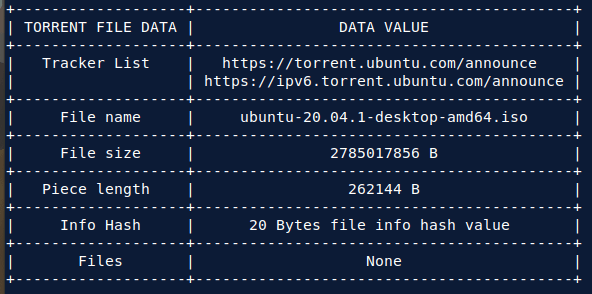 TORRENT FILE DATA | DATA VALUE
Tracker List | https://torrent.ubuntu.com/announce
https://ipv6.torrent.ubuntu.com/announce
File name | ubuntu-20.04.1-desktop-amd64.iso
File size | 2785017856 B
Piece length | 262144 B
Info Hash | 20 Bytes file info hash value
Files | None